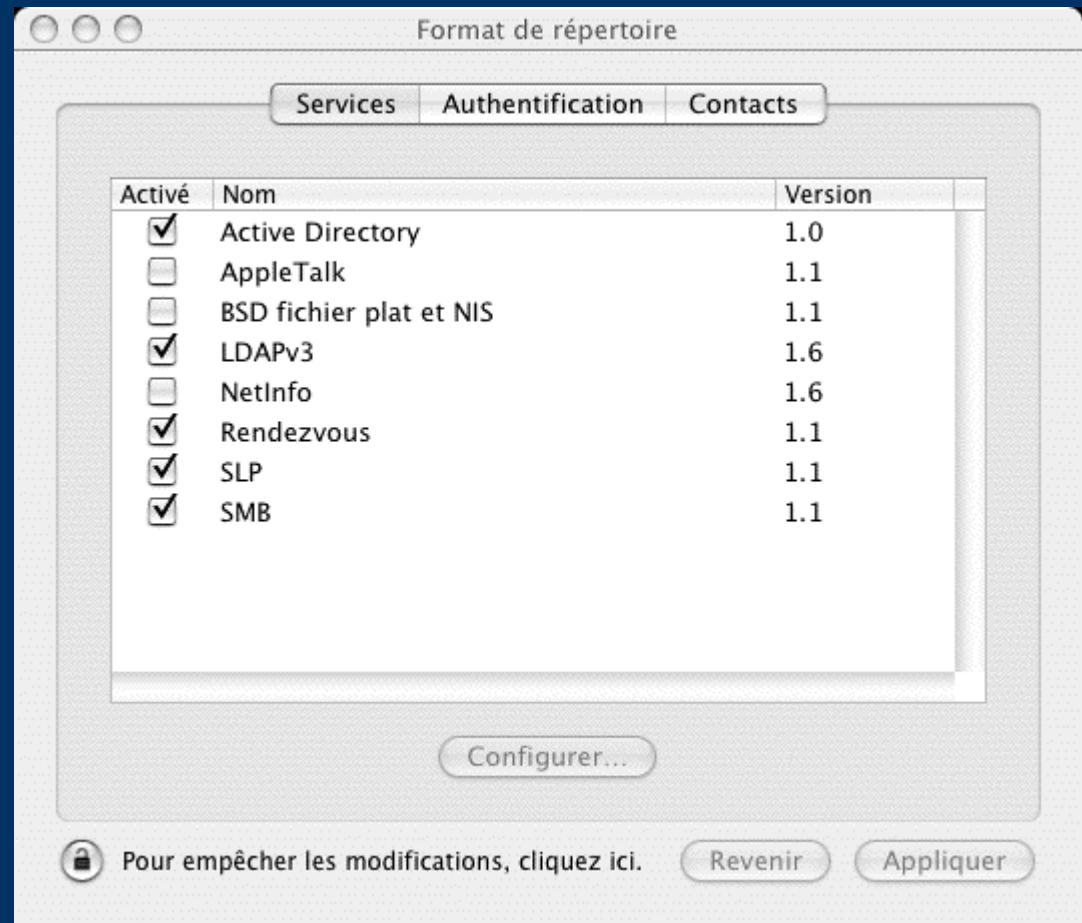 Format de répertoire
Services Authentification Contacts
Activé Nom Version
Active Directory 1.0
AppleTalk 1.1
BSD fichier plat et NIS 1.1
LDAPv3 1.6
NetInfo 1.6
Rendezvous 1.1
SLP 1.1
SMB 1.1
Configurer...
Pour empêcher les modifications, cliquez ici. Revenir Appliquer